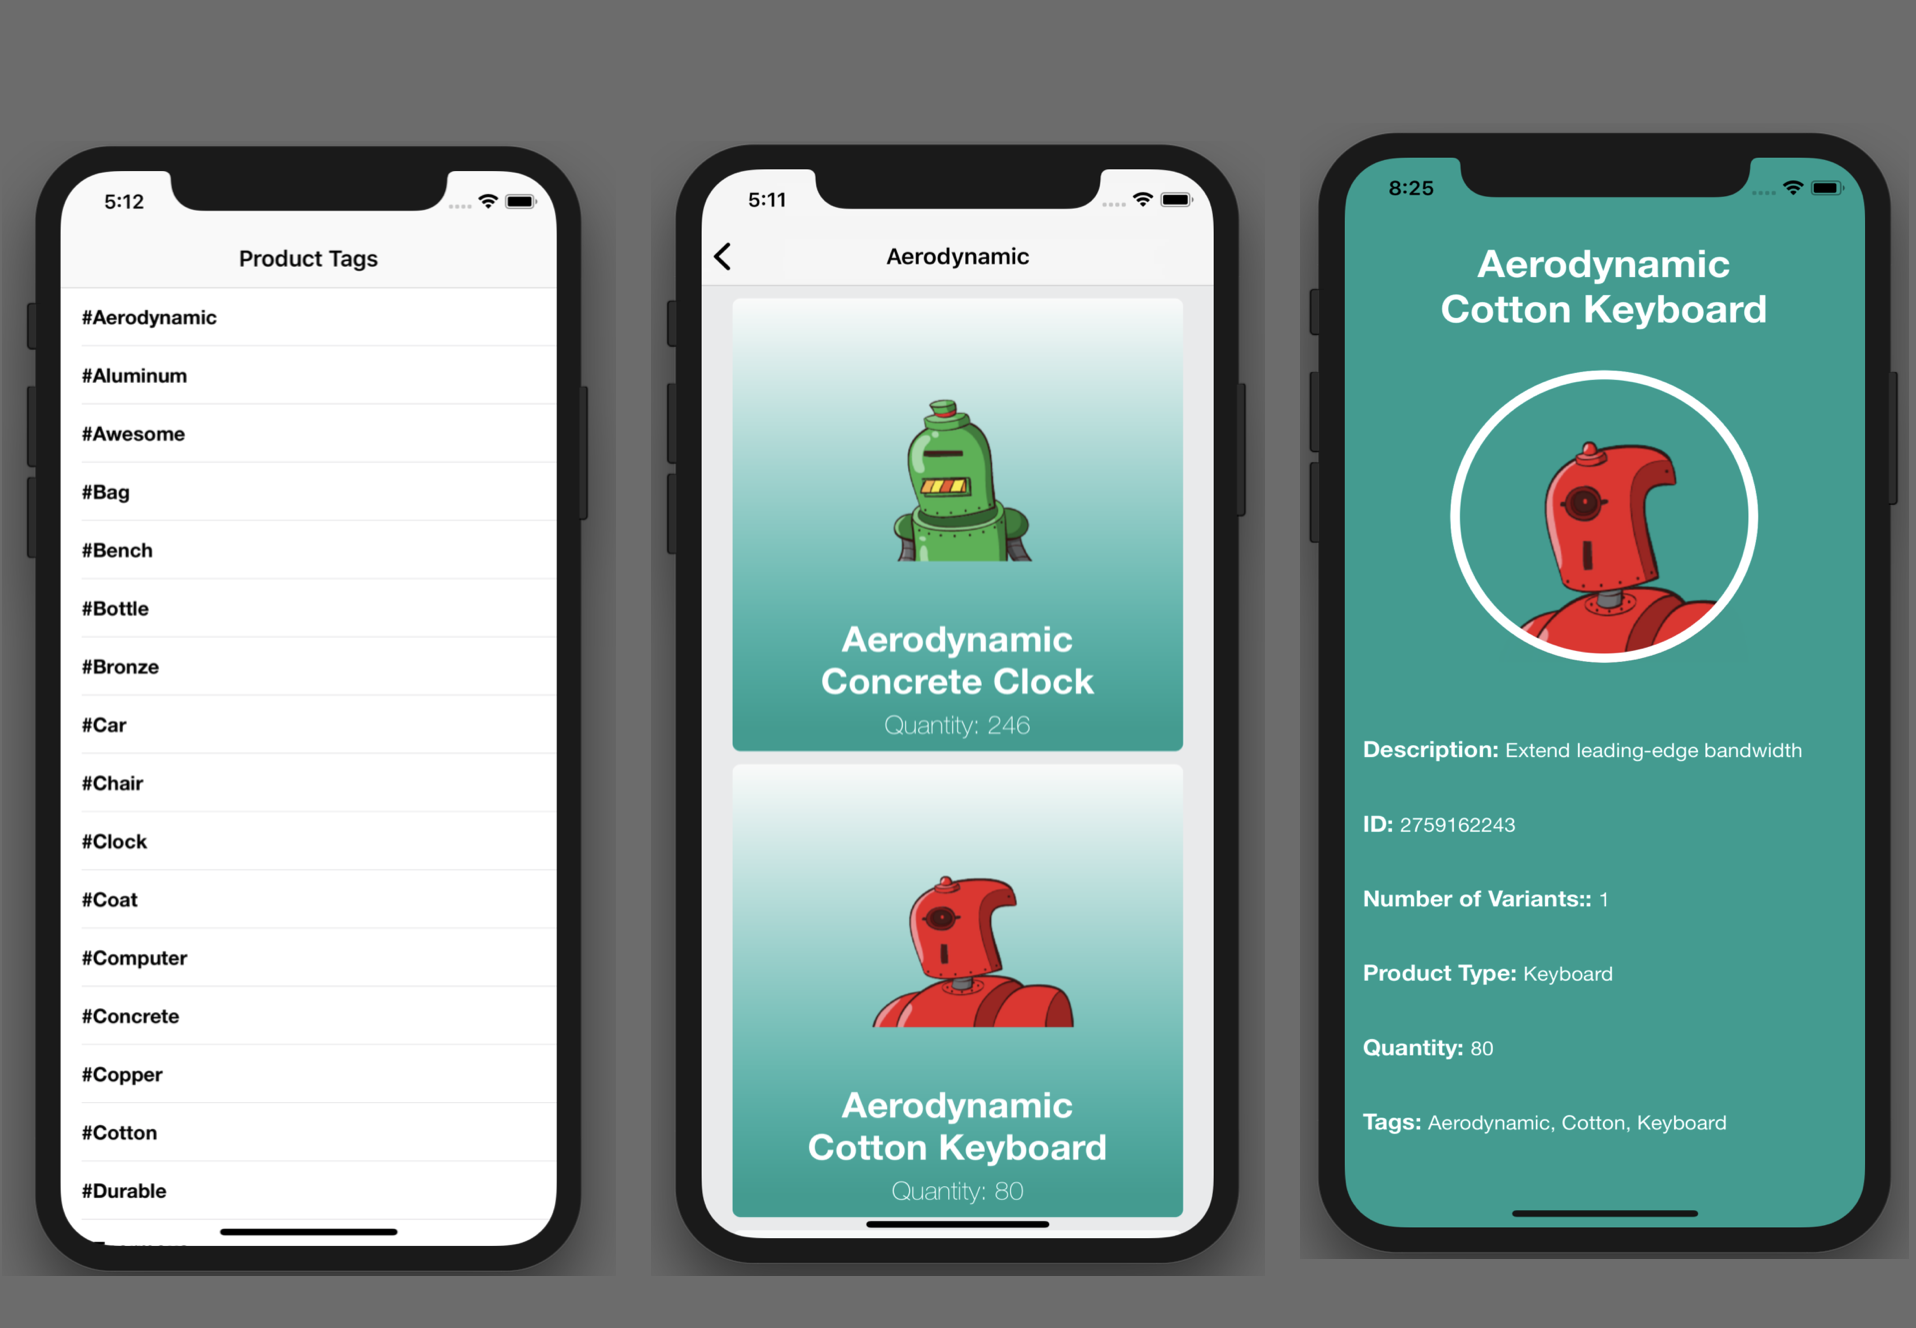 5:12
Product Tags
#Aerodynamic
#Aluminum
#Awesome
#Bag
#Bench
#Bottle
#Bronze
#Car
#Chair
#Clock
#Coat
#Computer
#Concrete
#Copper
#Cotton
#Durable
5:11
Aerodynamic
Aerodynamic
Concrete Clock
Quantity: 246
Aerodynamic
Cotton Keyboard
Quantity: 80
8:25
Aerodynamic
Cotton Keyboard
Description: Extend leading-edge bandwidth
ID: 2759162243
Number of Variants:: 1
Product Type: Keyboard
Quantity: 80
Tags: Aerodynamic, Cotton, Keyboard